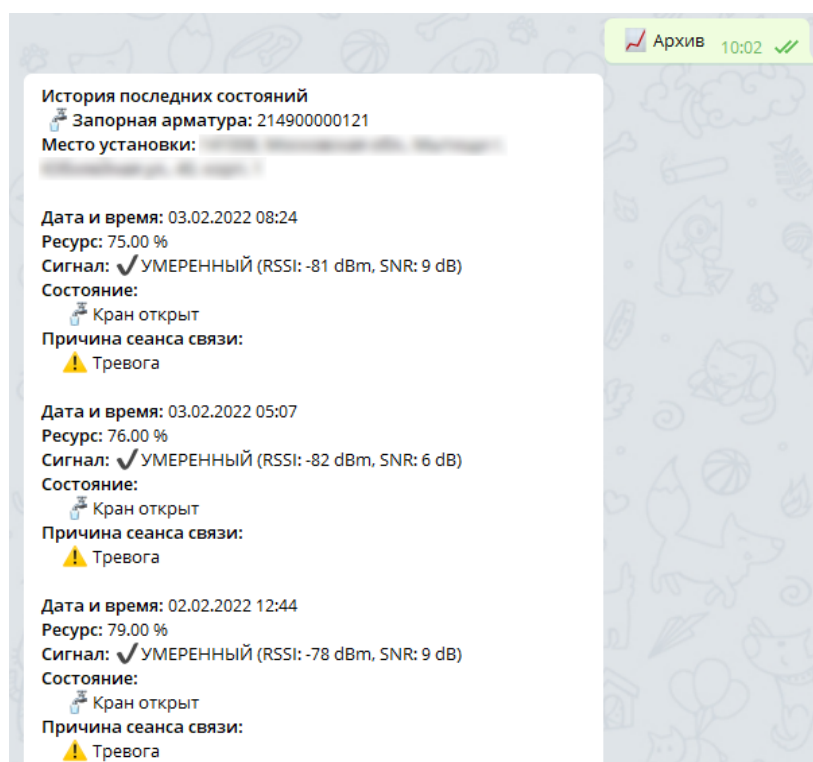 Архив 10:02
История последних состояний
Запорная арматура: 214900000121
Место установки:
Дата и время: 03.02.2022 08:24
Ресурс: 75.00 %
Сигнал: УМЕРЕННЫЙ (RSSI: -81 dBm, SNR: 9 dB)
Состояние:
Кран открыт
Причина сеанса связи:
Тревога
Дата и время: 03.02.2022 05:07
Ресурс: 76.00 %
Сигнал: УМЕРЕННЫЙ (RSSI: -82 dBm, SNR: 6 dB)
Состояние:
Кран открыт
Причина сеанса связи:
Тревога
Дата и время: 02.02.2022 12:44
Ресурс: 79.00 %
Сигнал: УМЕРЕННЫЙ (RSSI: -78 dBm, SNR: 9 dB)
Состояние:
Кран открыт
Причина сеанса связи:
Тревога